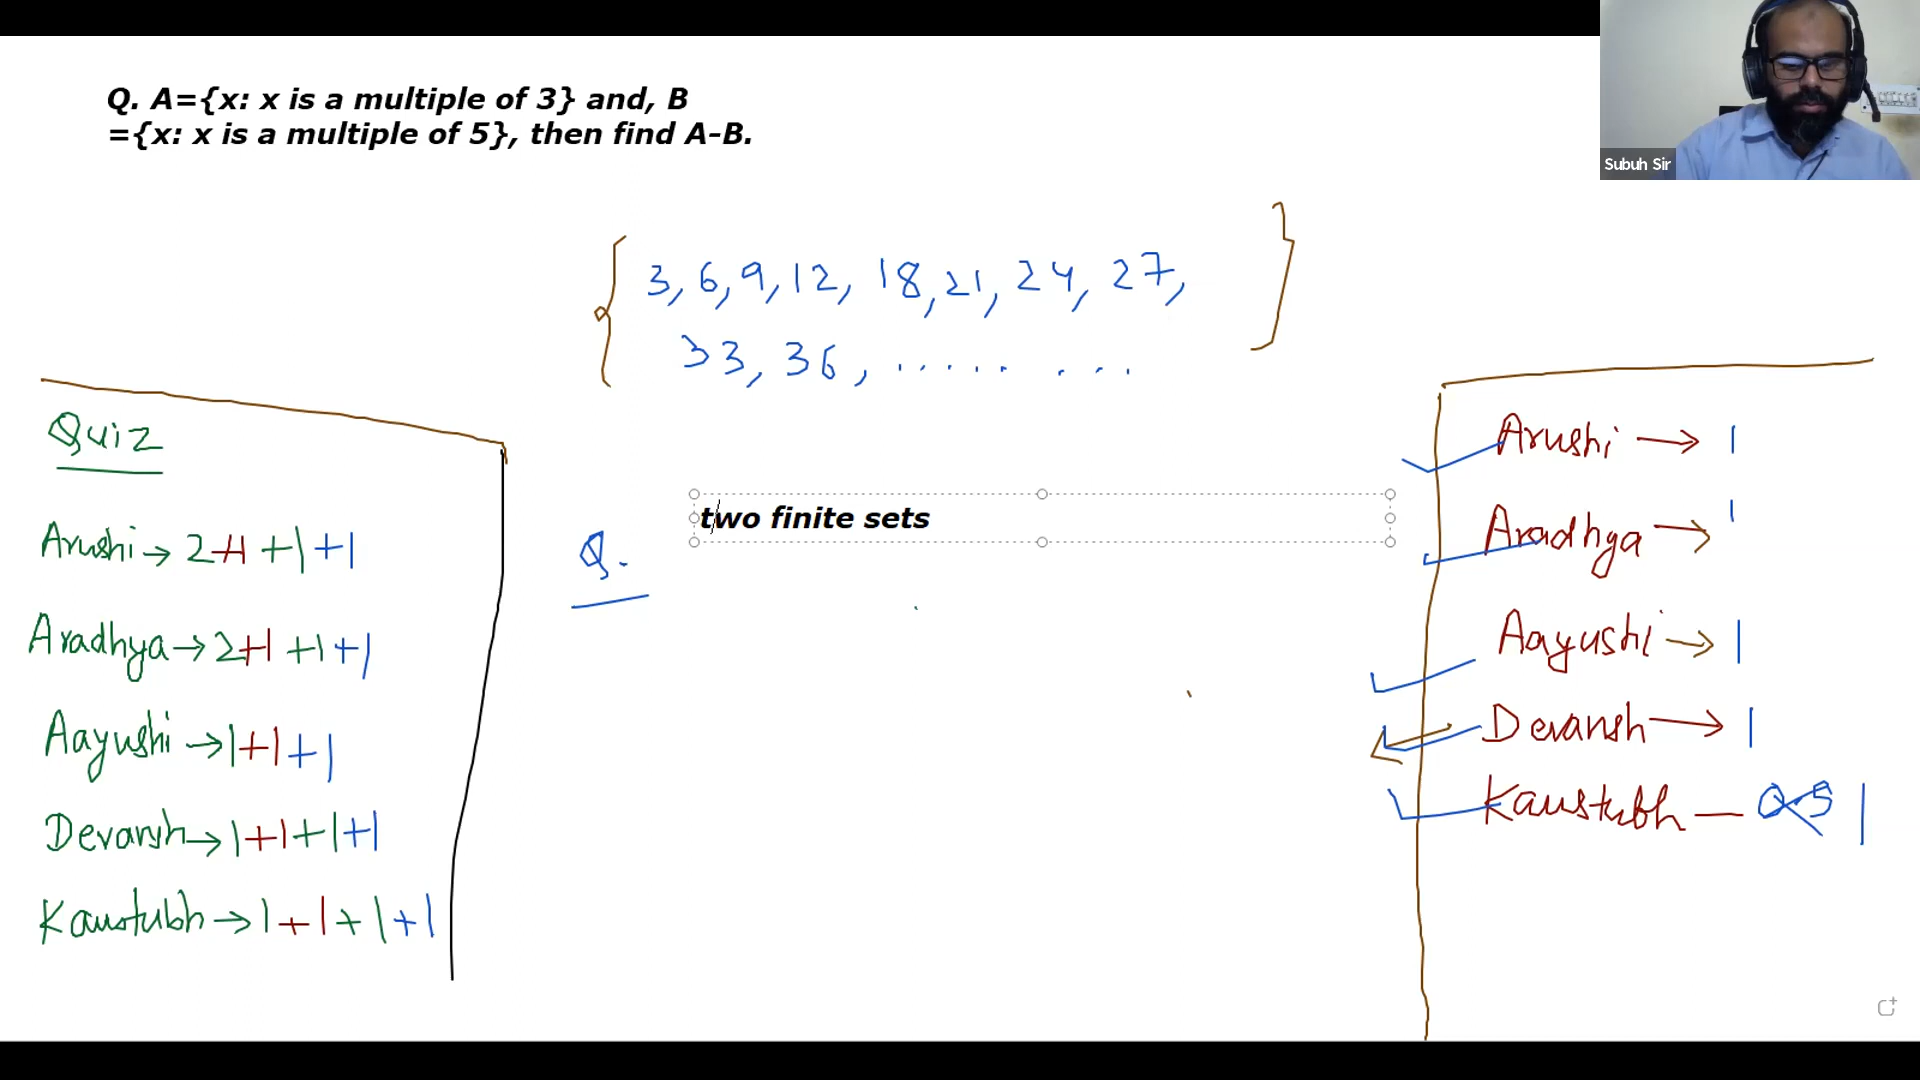 Q. A={x: x is a multiple of 3} and, B
={x: x is a multiple of 5}, then find A-B.
Subuh Sir
{ 3, 6, 9, 12, 18, 21, 24, 27, }
33, 36, ..... ...
Quiz
Arushi → 2+1 +1 +1
Aradhya → 2+1 +1 +1
Aayushi → 1+1 +1
Devansh → 1+1+1+1
Kaustubh → 1+1+1+1
Q.
two finite sets
Arushi → 1
Aradhya → 1
Aayushi → 1
Devansh → 1
Kaustubh — 0.5 1